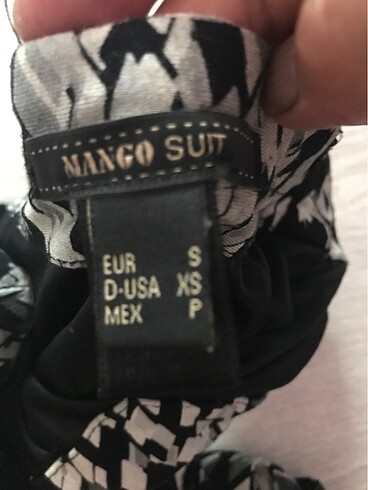 MANGO SUIT
EUR S
D-USA XS
MEX P